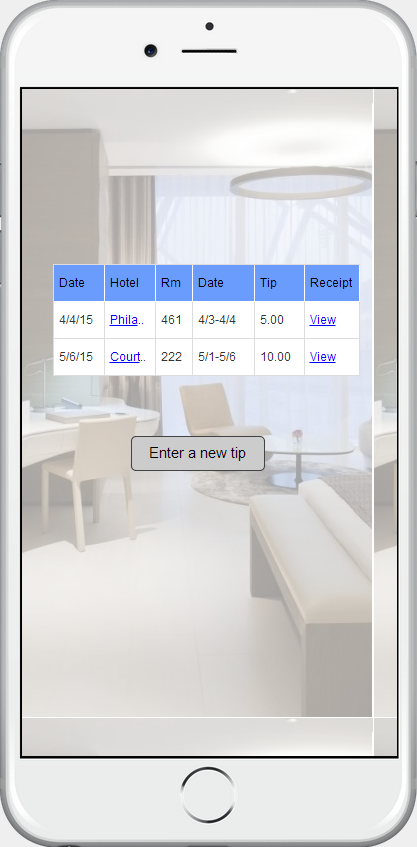 Date Hotel Rm Date Tip Receipt
4/4/15 Phila.. 461 4/3-4/4 5.00 View
5/6/15 Court.. 222 5/1-5/6 10.00 View
Enter a new tip